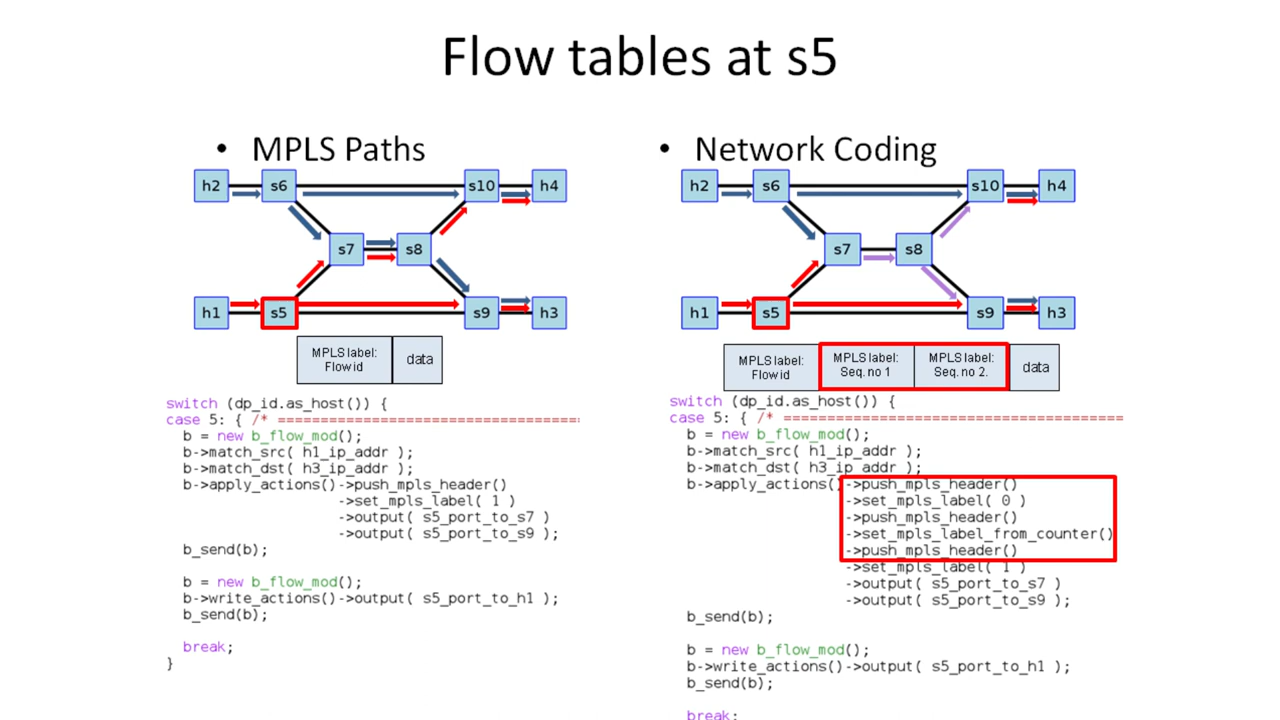 Flow tables at s5
• MPLS Paths
h2 s6 s10 h4
s7 s8
h1 s5 s9 h3
MPLS label: Flow id
data
switch (dp_id.as_host()) {
case 5: { /* =====================================
b = new b_flow_mod();
b->match_src( h1_ip_addr );
b->match_dst( h3_ip_addr );
b->apply_actions()->push_mpls_header()
->set_mpls_label( 1 )
->output( s5_port_to_s7 )
->output( s5_port_to_s9 );
b_send(b);
b = new b_flow_mod();
b->write_actions()->output( s5_port_to_h1 );
b_send(b);
break;
}
• Network Coding
h2 s6 s10 h4
s7 s8
h1 s5 s9 h3
MPLS label: Flow id
MPLS label: Seq. no 1
MPLS label: Seq. no 2.
data
switch (dp_id.as_host()) {
case 5: { /* =========================================
b = new b_flow_mod();
b->match_src( h1_ip_addr );
b->match_dst( h3_ip_addr );
b->apply_actions()->push_mpls_header()
->set_mpls_label( 0 )
->push_mpls_header()
->set_mpls_label_from_counter()
->push_mpls_header()
->set_mpls_label( 1 )
->output( s5_port_to_s7 )
->output( s5_port_to_s9 );
b_send(b);
b = new b_flow_mod();
b->write_actions()->output( s5_port_to_h1 );
b_send(b);
break;